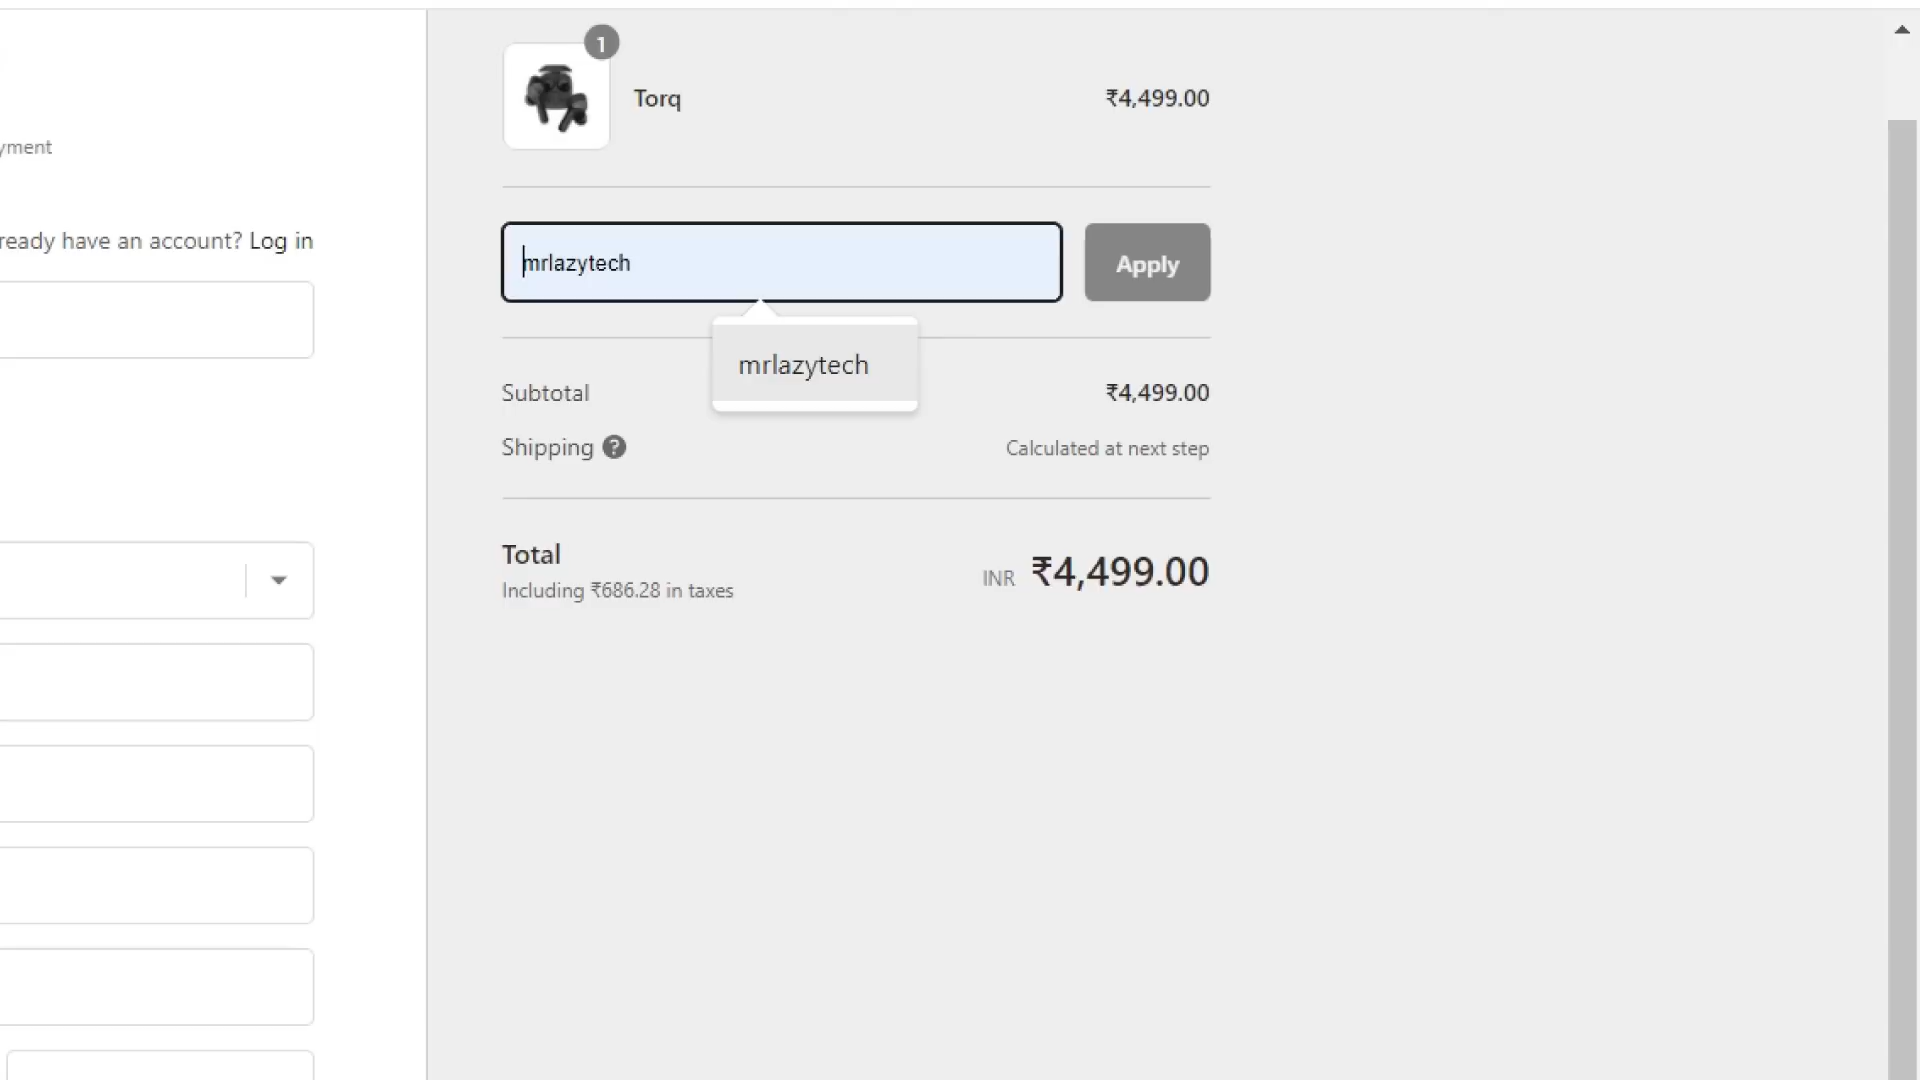 1
Torq
₹4,499.00
yment
ready have an account? Log in
mrlazytech
Apply
mrlazytech
Subtotal
₹4,499.00
Shipping ?
Calculated at next step
Total
Including ₹686.28 in taxes
INR ₹4,499.00